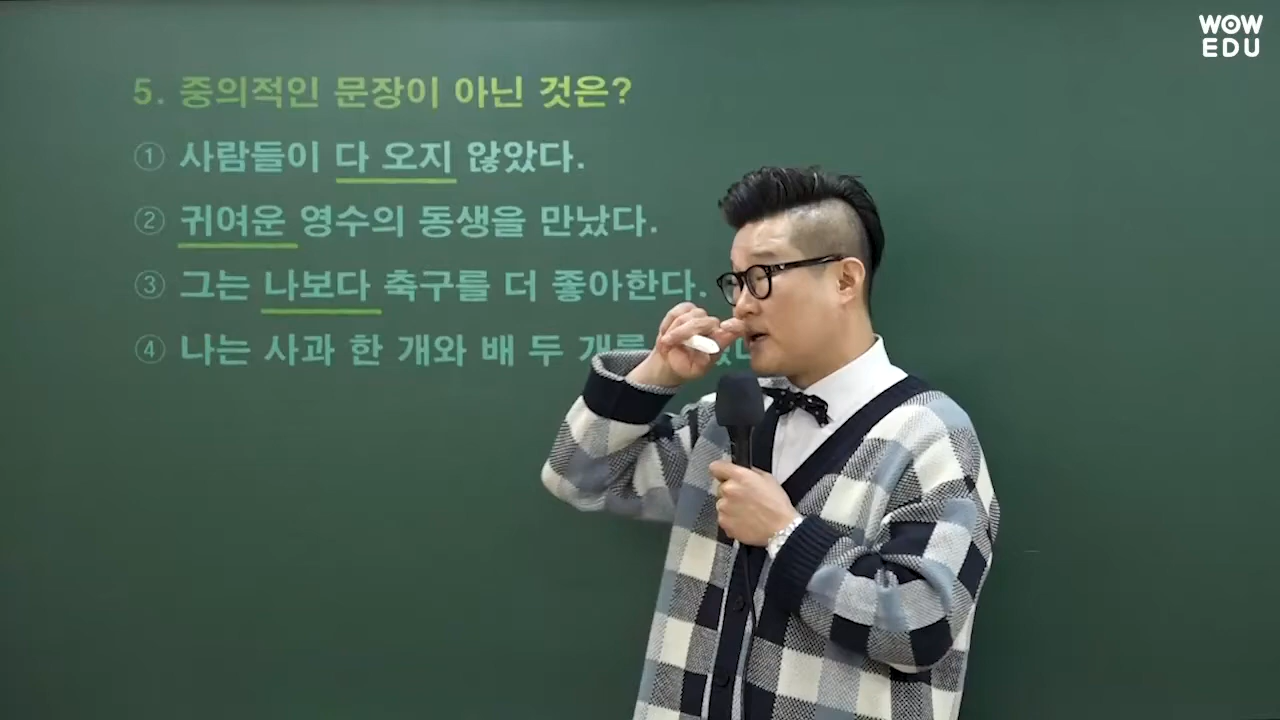 WOW
EDU
5. 중의적인 문장이 아닌 것은?
① 사람들이 다 오지 않았다.
② 귀여운 영수의 동생을 만났다.
③ 그는 나보다 축구를 더 좋아한다.
④ 나는 사과 한 개와 배 두 개를